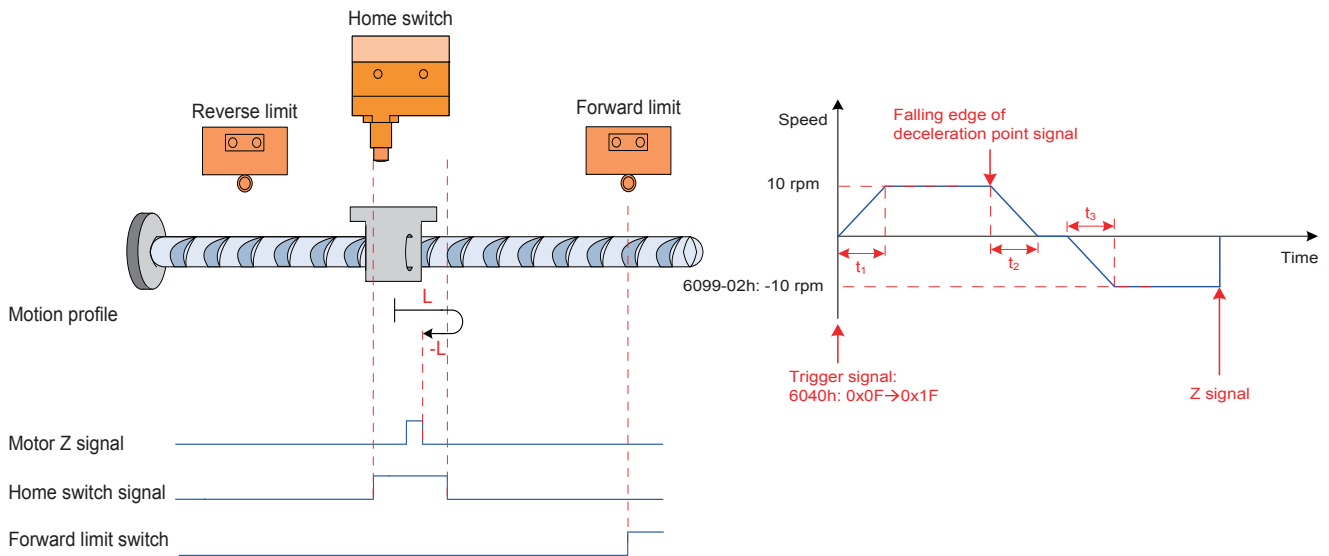 Home switch
Reverse limit
Forward limit
Motion profile
L
-L
Motor Z signal
Home switch signal
Forward limit switch
Speed
Falling edge of
deceleration point signal
10 rpm
t1
t2
t3
Time
6099-02h: -10 rpm
Trigger signal:
6040h: 0x0F→0x1F
Z signal